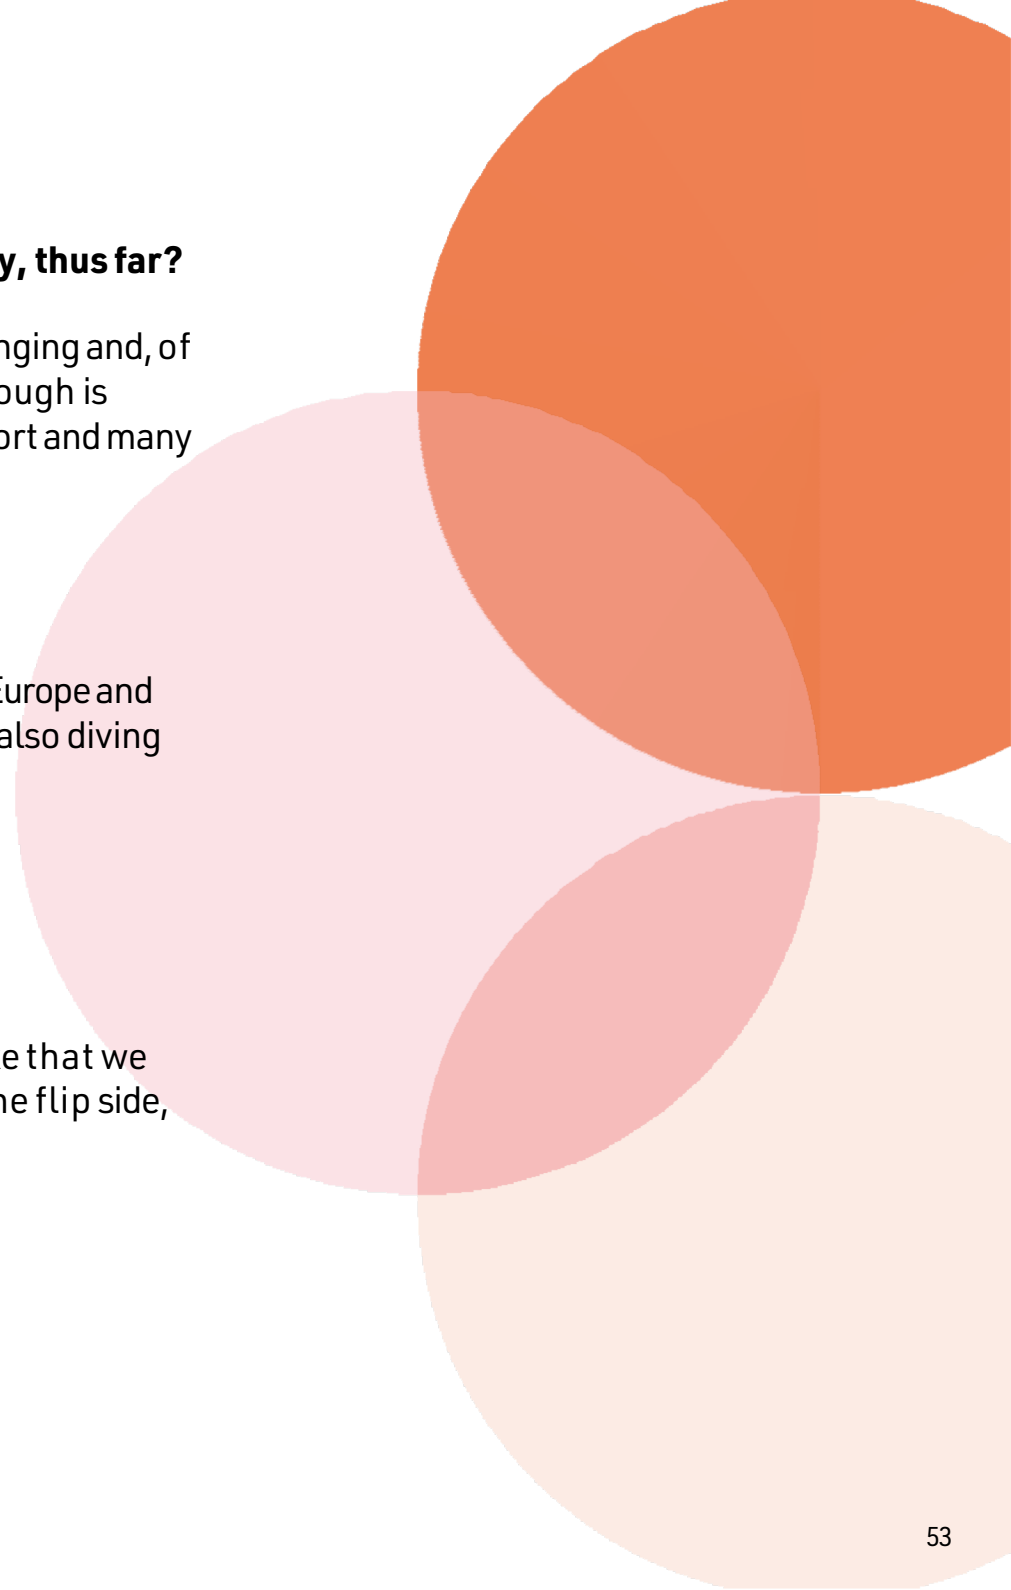 y, thus far?
nging and, of
ough is
ort and many
Europe and
also diving
e that we
ne flip side,
53